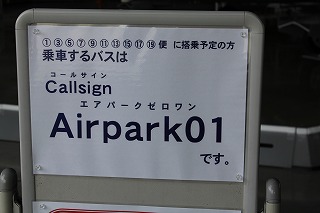 ①③⑤⑦⑨⑪⑬⑮⑰⑲便 に搭乗予定の方
乗車するバスは
コールサイン
Callsign
エアパークゼロワン
Airpark01
です。